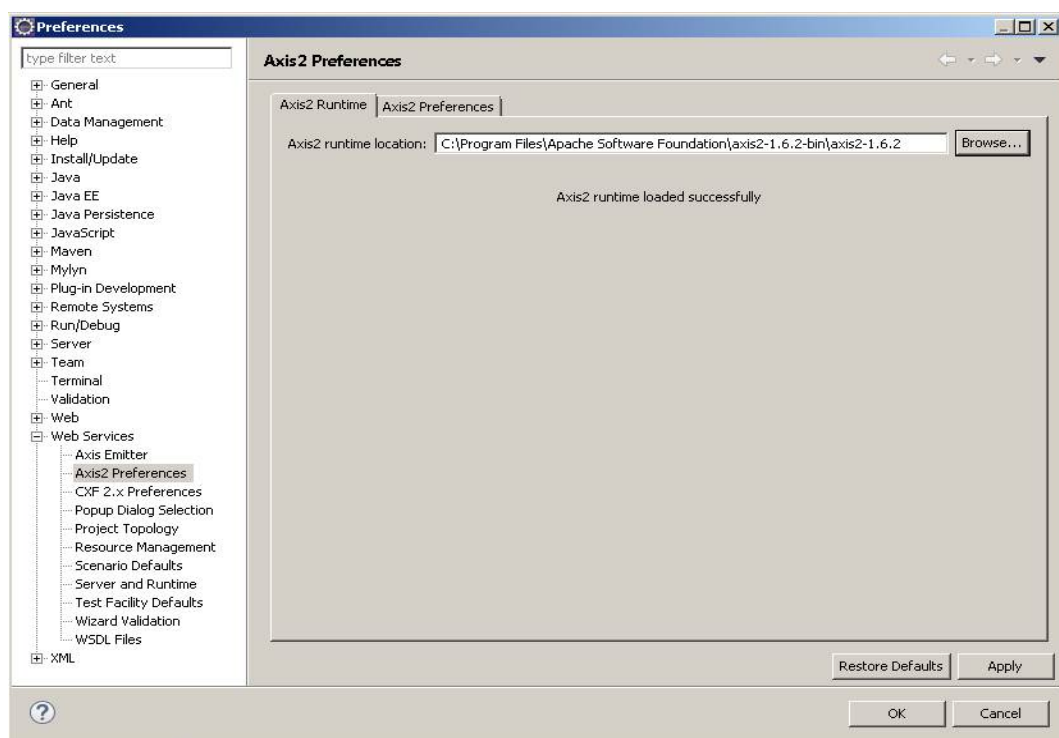 Preferences
type filter text
General
Ant
Data Management
Help
Install/Update
Java
Java EE
Java Persistence
JavaScript
Maven
Mylyn
Plug-in Development
Remote Systems
Run/Debug
Server
Team
Terminal
Validation
Web
Web Services
Axis Emitter
Axis2 Preferences
CXF 2.x Preferences
Popup Dialog Selection
Project Topology
Resource Management
Scenario Defaults
Server and Runtime
Test Facility Defaults
Wizard Validation
WSDL Files
XML
Axis2 Preferences
Axis2 Runtime Axis2 Preferences
Axis2 runtime location: C:\Program Files\Apache Software Foundation\axis2-1.6.2-bin\axis2-1.6.2 Browse...
Axis2 runtime loaded successfully
Restore Defaults Apply
? OK Cancel